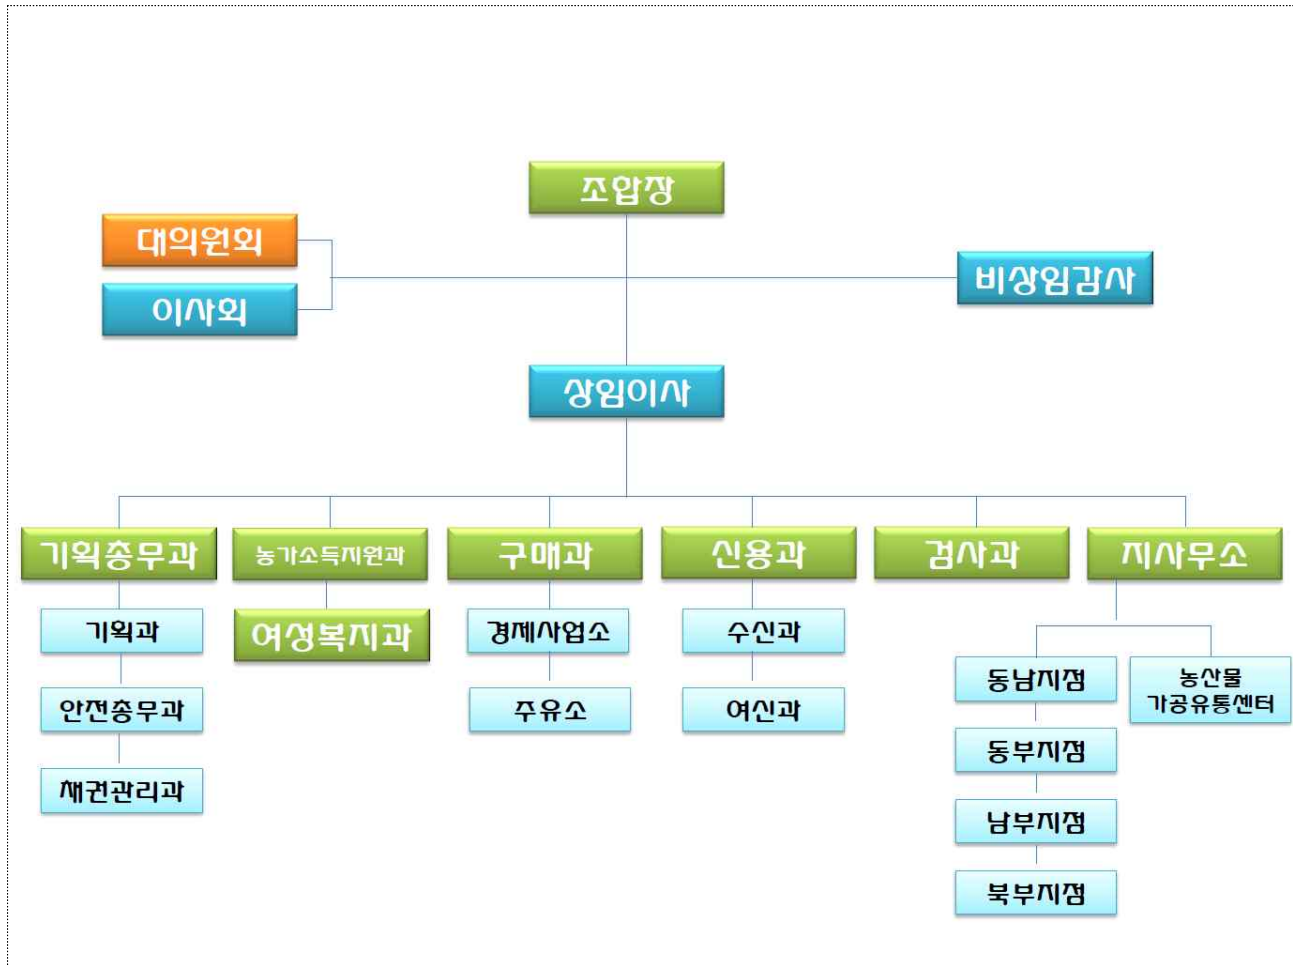 조합장
대의원회
이사회
비상임감사
상임이사
기획총무과
농가소득지원과
구매과
신용과
검사과
지사무소
기획과
안전총무과
채권관리과
여성복지과
경제사업소
주유소
수신과
여신과
동남지점
동부지점
남부지점
북부지점
농산물
가공유통센터